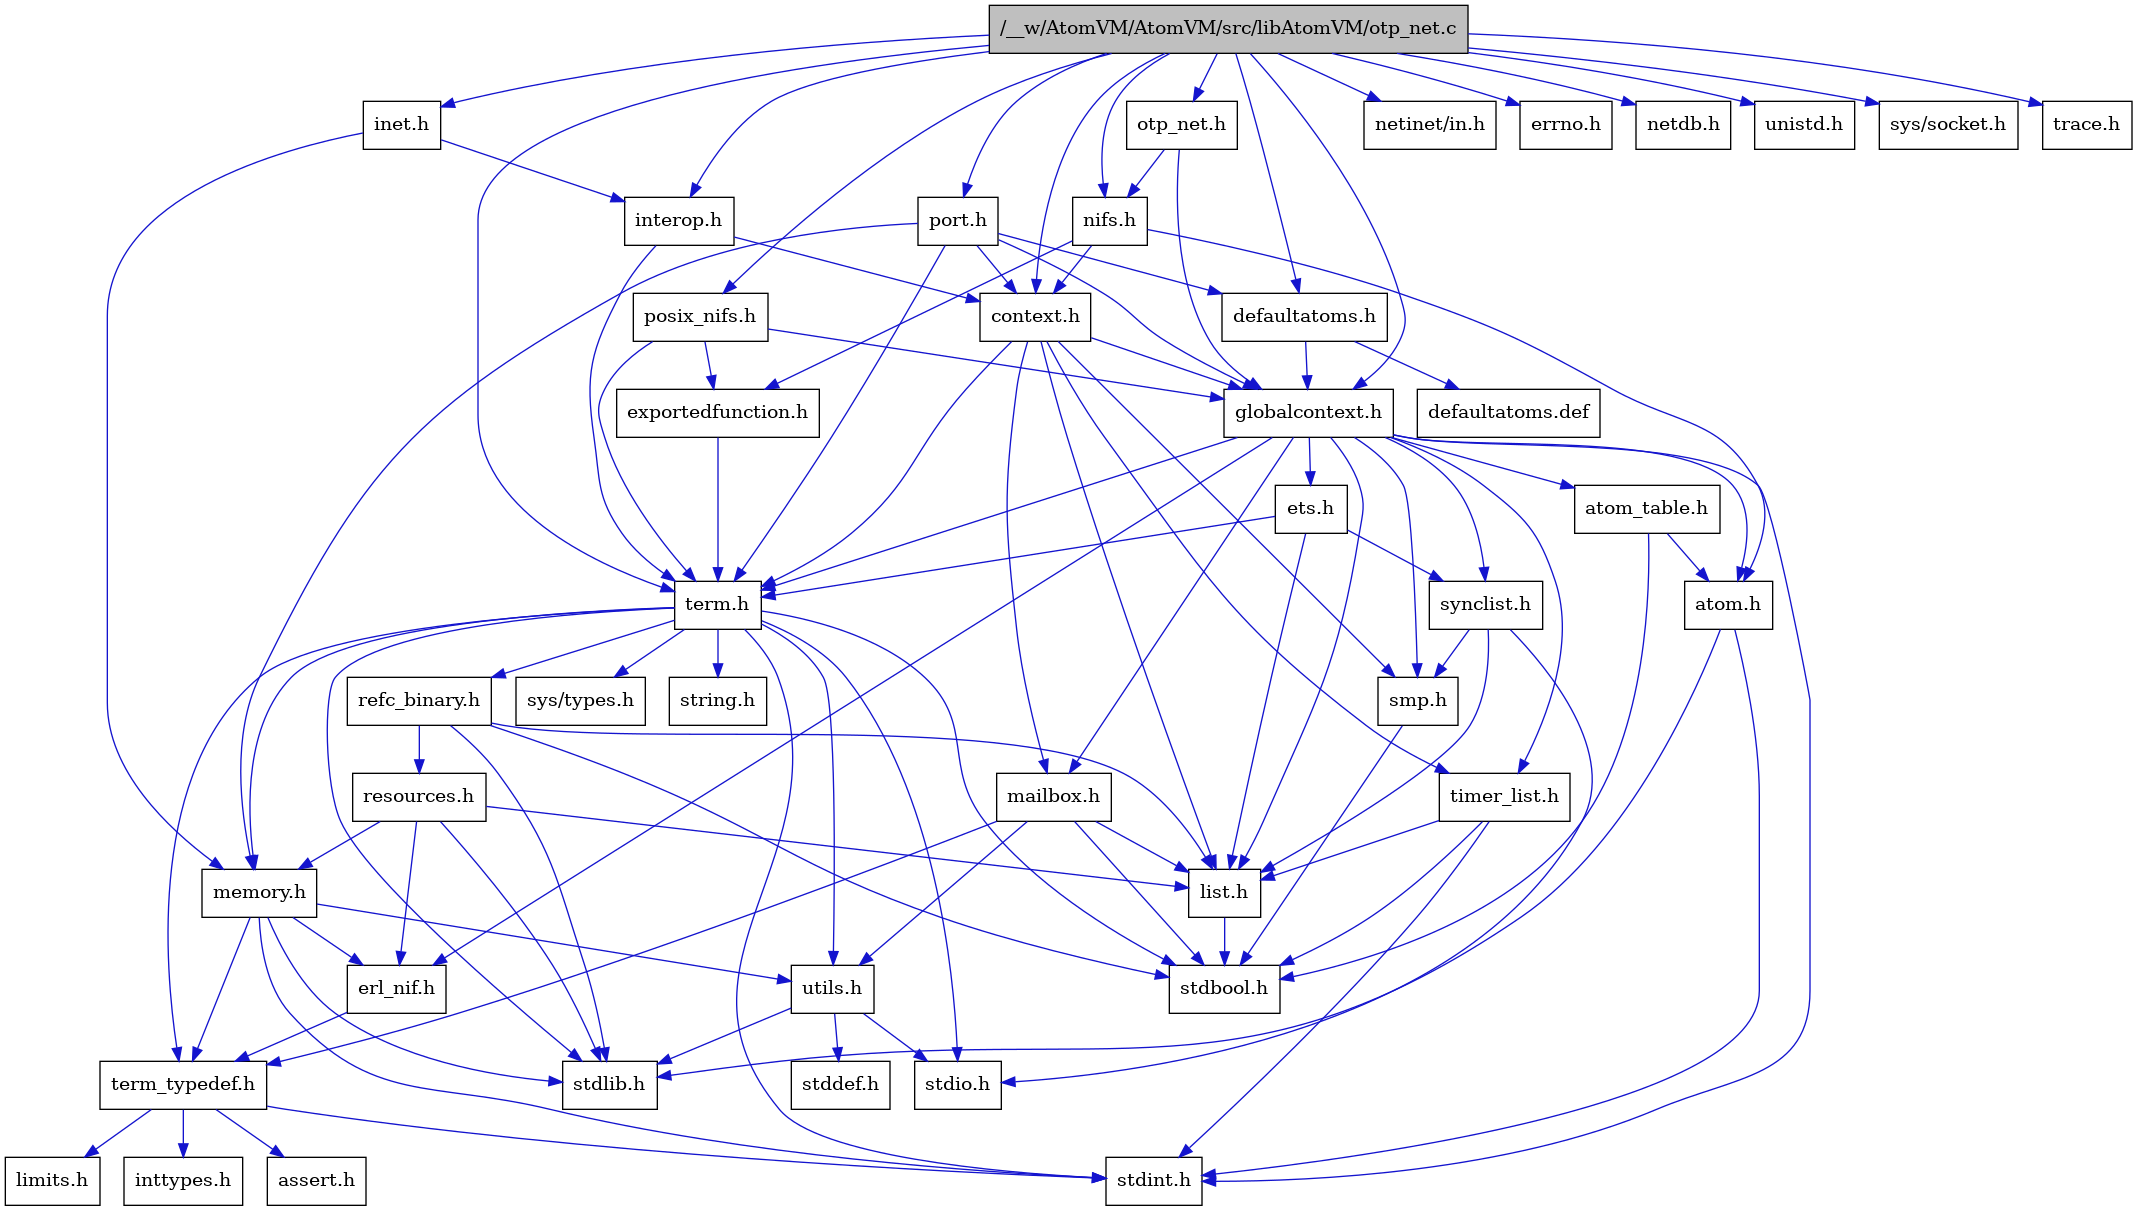 /__w/AtomVM/AtomVM/src/libAtomVM/otp_net.c
inet.h
otp_net.h
netinet/in.h
errno.h
netdb.h
unistd.h
sys/socket.h
trace.h
interop.h
port.h
nifs.h
posix_nifs.h
context.h
defaultatoms.h
exportedfunction.h
globalcontext.h
defaultatoms.def
ets.h
atom_table.h
term.h
synclist.h
atom.h
refc_binary.h
sys/types.h
string.h
smp.h
resources.h
mailbox.h
timer_list.h
memory.h
list.h
erl_nif.h
utils.h
stdbool.h
term_typedef.h
stdlib.h
stddef.h
stdio.h
limits.h
inttypes.h
assert.h
stdint.h